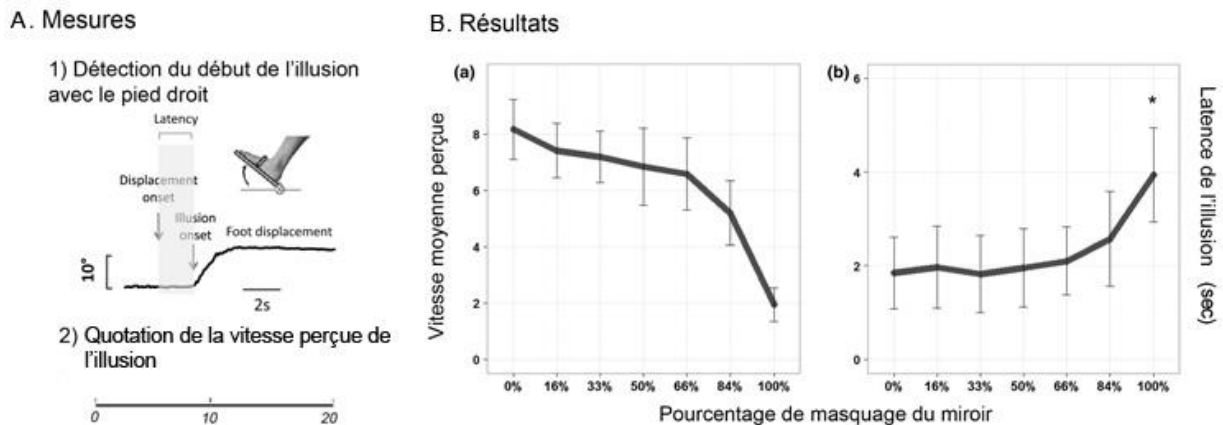 A. Mesures
1) Détection du début de l'illusion
avec le pied droit
Latency
Displacement
onset
Illusion
onset
Foot displacement
10°
2s
2) Quotation de la vitesse perçue de
l'illusion
0
10
20
B. Résultats
(a)
Vitesse moyenne perçue
8
6
4
2
0
0% 16% 33% 50% 66% 84% 100%
(b)
*
6
4
2
0
0% 16% 33% 50% 66% 84% 100%
Latence de l'illusion (sec)
Pourcentage de masquage du miroir